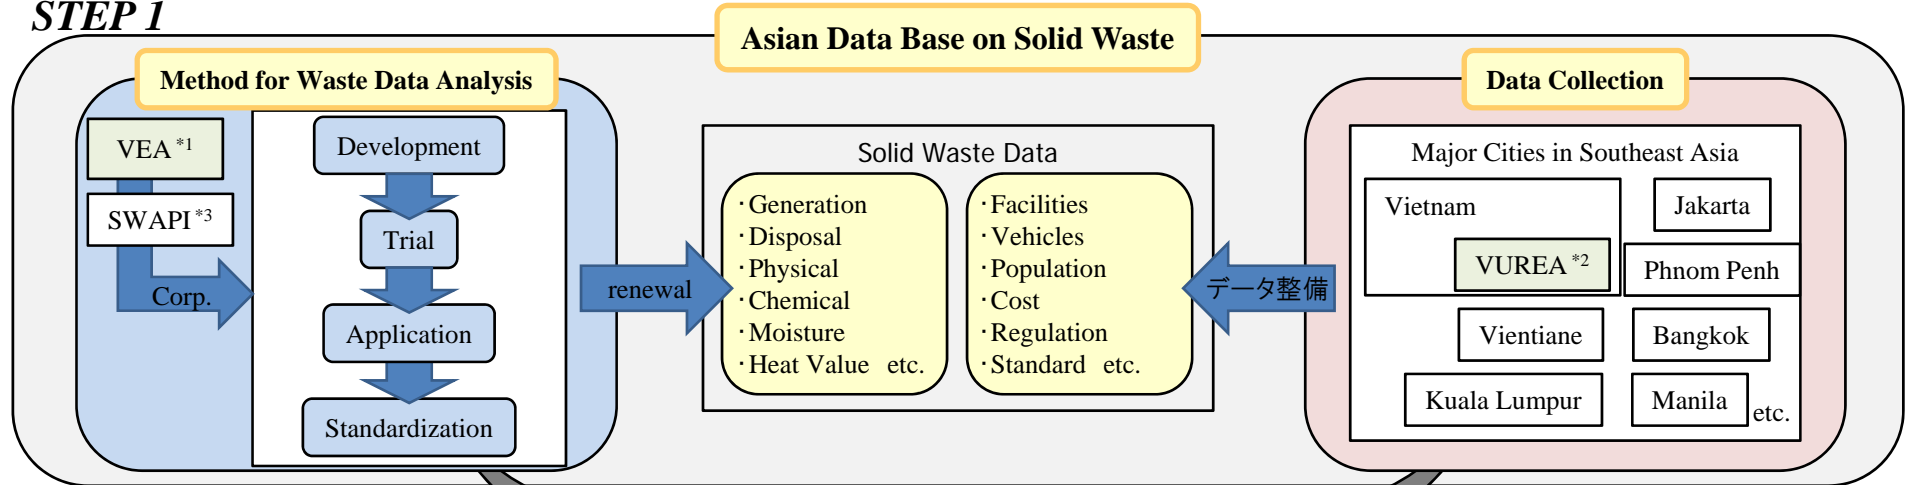 STEP 1
Asian Data Base on Solid Waste
Method for Waste Data Analysis
VEA *1
SWAPI *3
Corp.
Development
Trial
Application
Standardization
renewal
Solid Waste Data
・Generation
・Disposal
・Physical
・Chemical
・Moisture
・Heat Value etc.
・Facilities
・Vehicles
・Population
・Cost
・Regulation
・Standard etc.
データ整備
Data Collection
Major Cities in Southeast Asia
Vietnam
VUREA *2
Jakarta
Phnom Penh
Vientiane
Bangkok
Kuala Lumpur
Manila
etc.